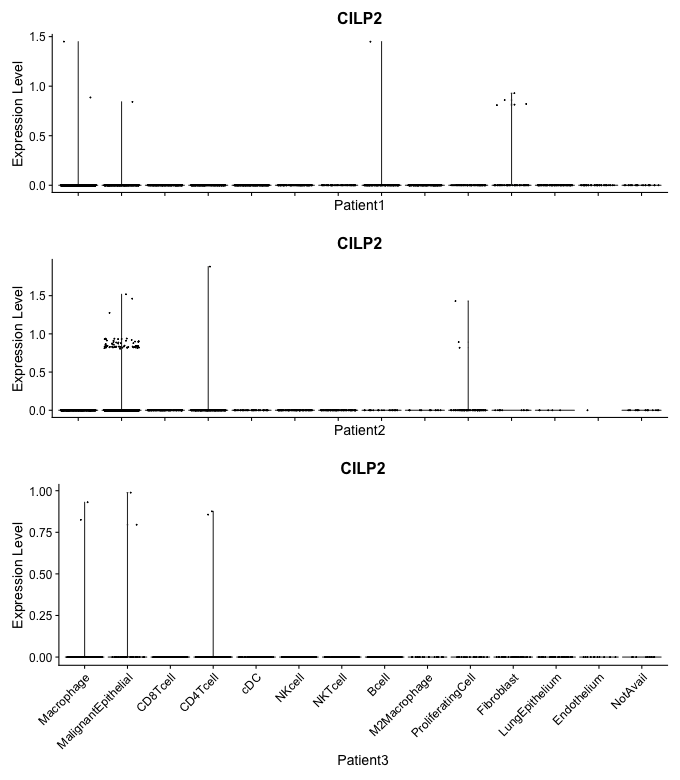 CILP2
Expression Level
1.5
1.0
0.5
0.0
Patient1
CILP2
Expression Level
1.5
1.0
0.5
0.0
Patient2
CILP2
Expression Level
1.00
0.75
0.50
0.25
0.00
Macrophage
MalignantEpithelial
CD8Tcell
CD4Tcell
cDC
NKcell
NKTcell
Bcell
M2Macrophage
ProliferatingCell
Fibroblast
LungEpithelium
Endothelium
NotAvail
Patient3